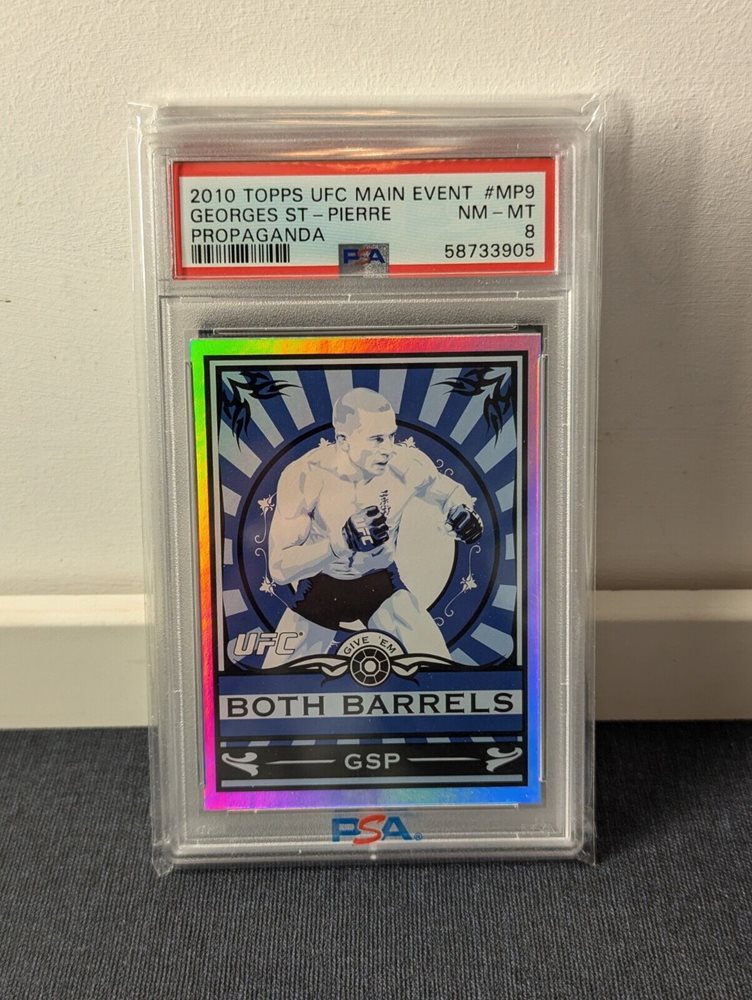 2010 TOPPS UFC MAIN EVENT #MP9
GEORGES ST-PIERRE NM-MT
PROPAGANDA 8
PSA 58733905
UFC
UFC
GIVE 'EM
BOTH BARRELS
GSP
PSA